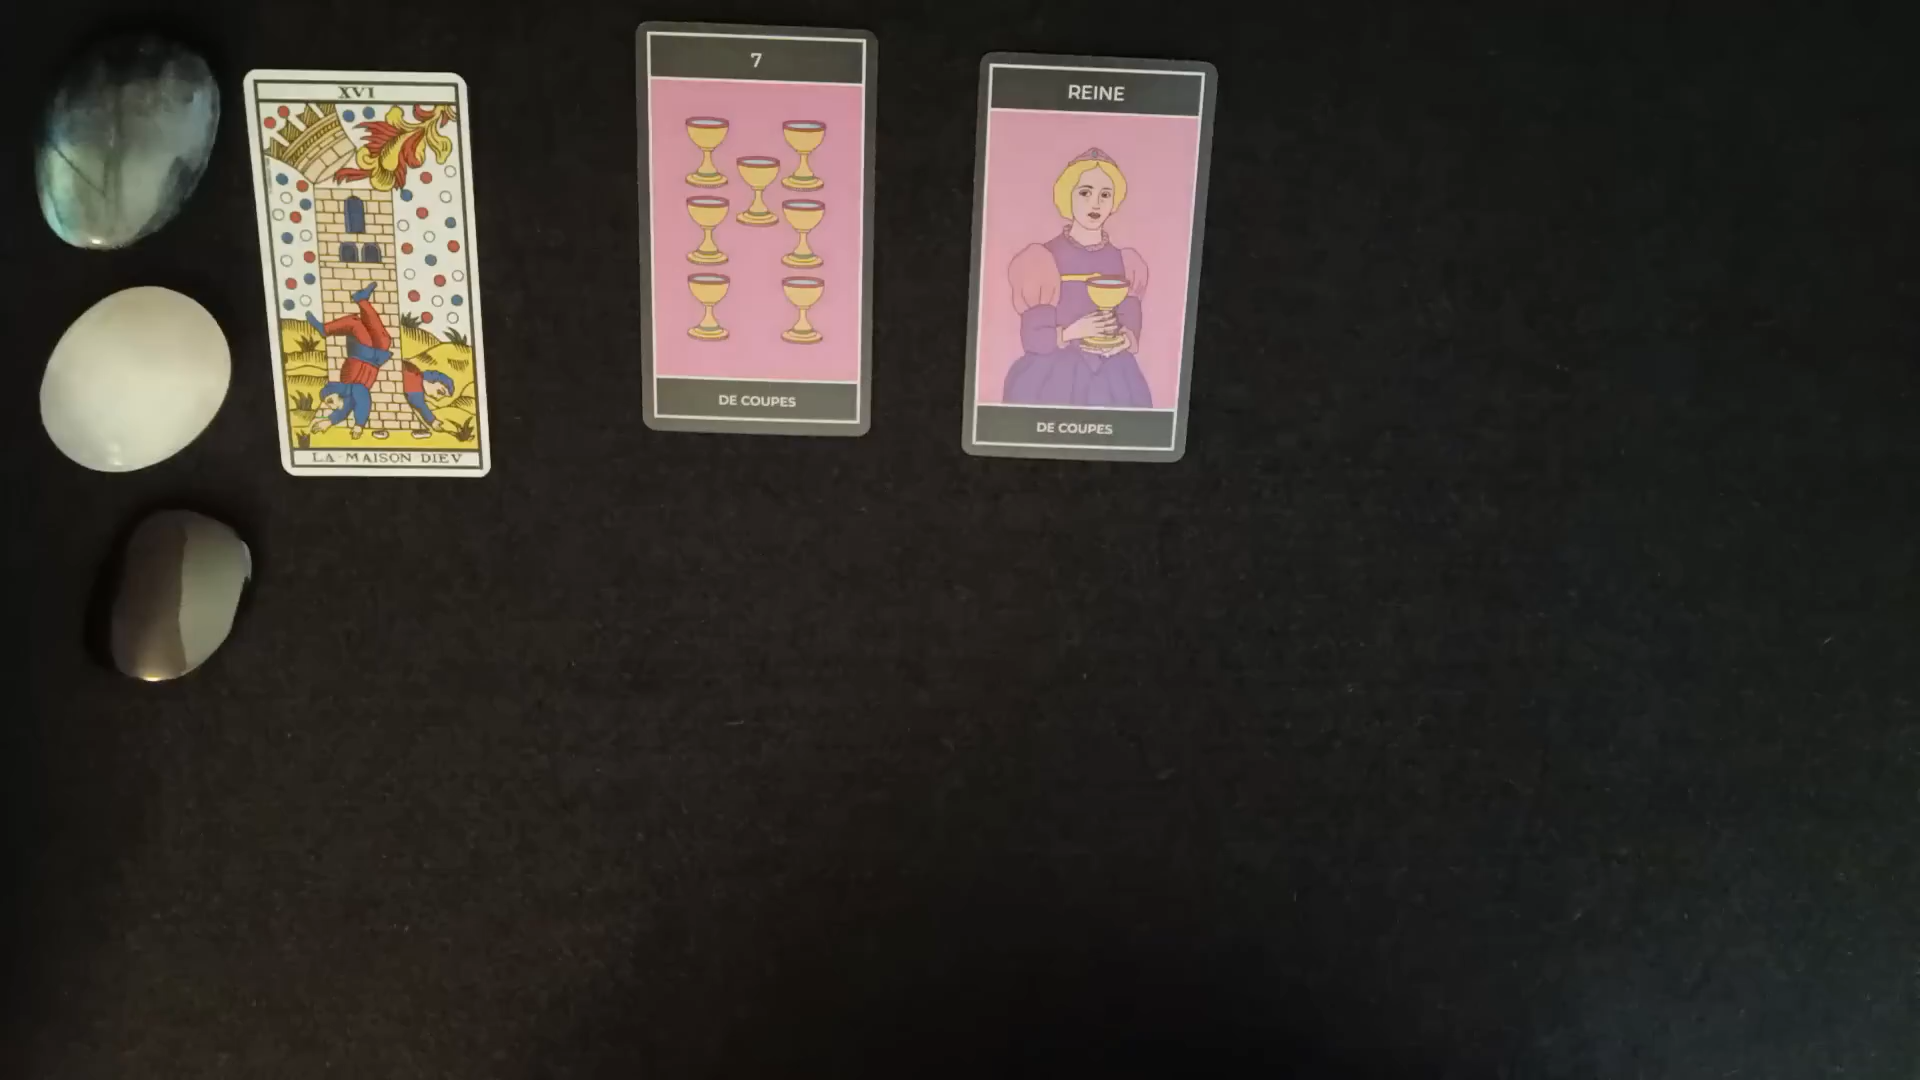 XVI
LA·MAISON DIEV
7
DE COUPES
REINE
DE COUPES